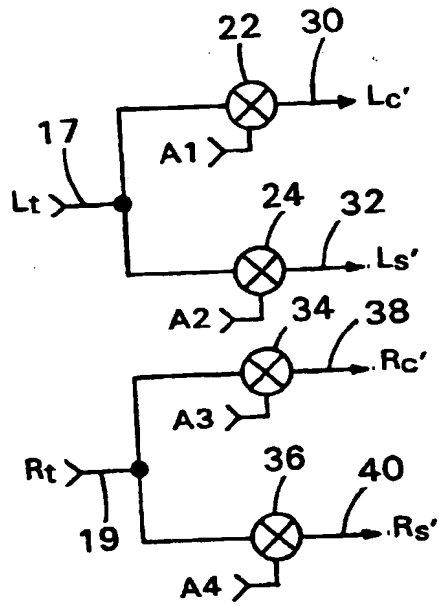 22 30
Lc'
17
A1
Lt
24 32
Ls'
A2
34 38
Rc'
A3
Rt
36 40
19
Rs'
A4